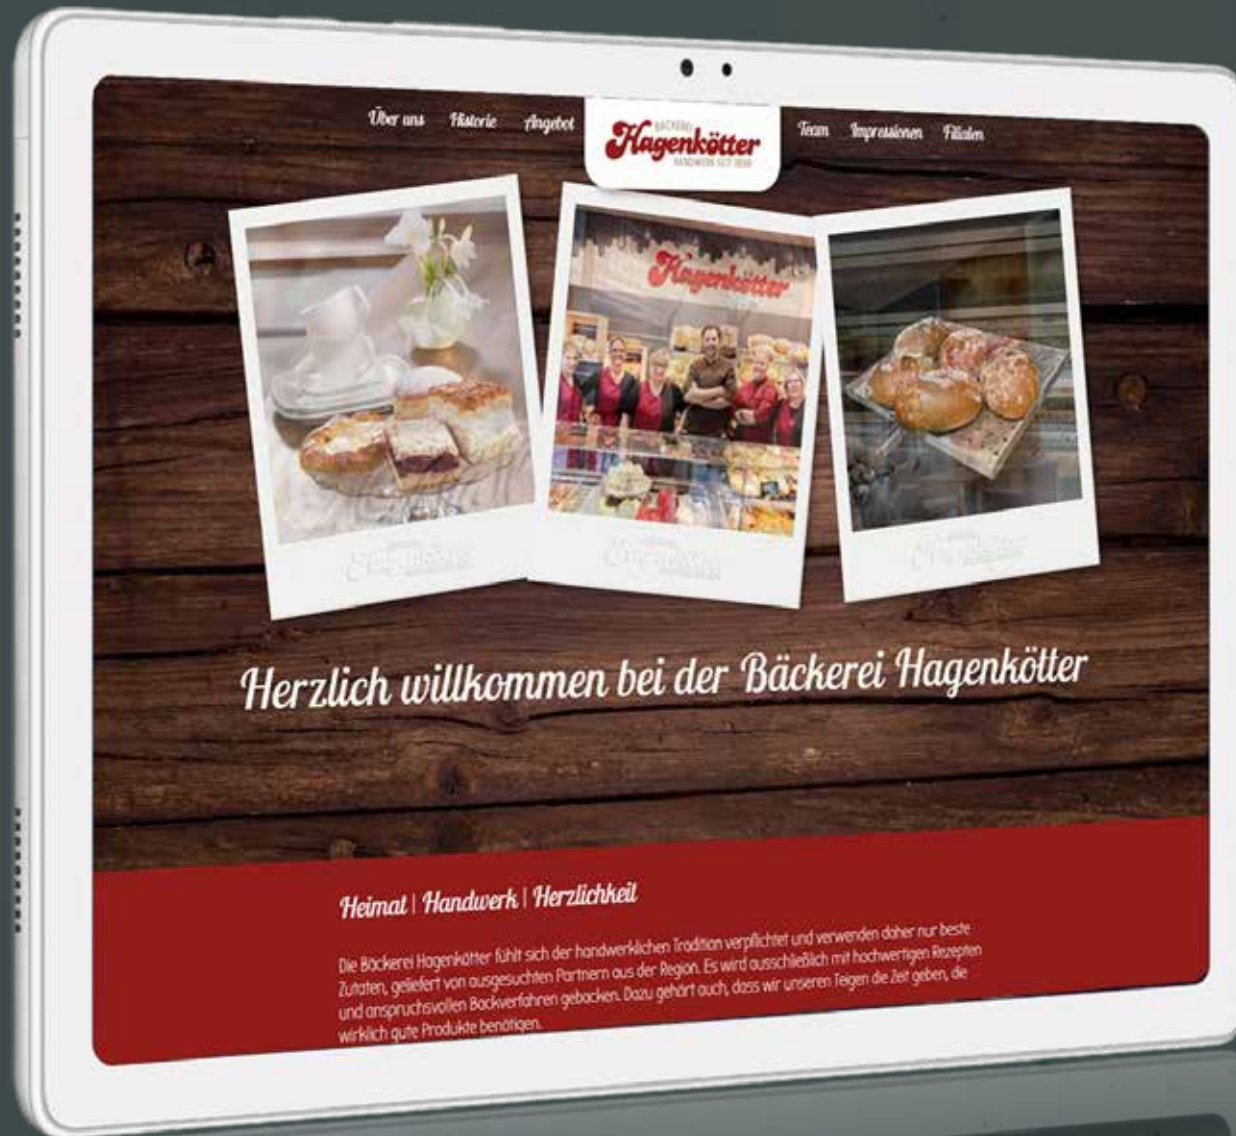 Über uns Historie Angebot
BÄCKEREI
Hagenkötter
HANDWERK SEIT
Team Impressionen Filialen
Hagenkötter
Herzlich willkommen bei der Bäckerei Hagenkötter
Heimat | Handwerk | Herzlichkeit
Die Bäckerei Hagenkötter fühlt sich der handwerklichen Tradition verpflichtet und verwenden daher nur beste
Zutaten, geliefert von ausgesuchten Partnern aus der Region. Es wird ausschließlich mit hochwertigen Rezepten
und anspruchsvollen Backverfahren gebacken. Dazu gehört auch, dass wir unseren Teigen die Zeit geben, die
wirklich gute Produkte benötigen.